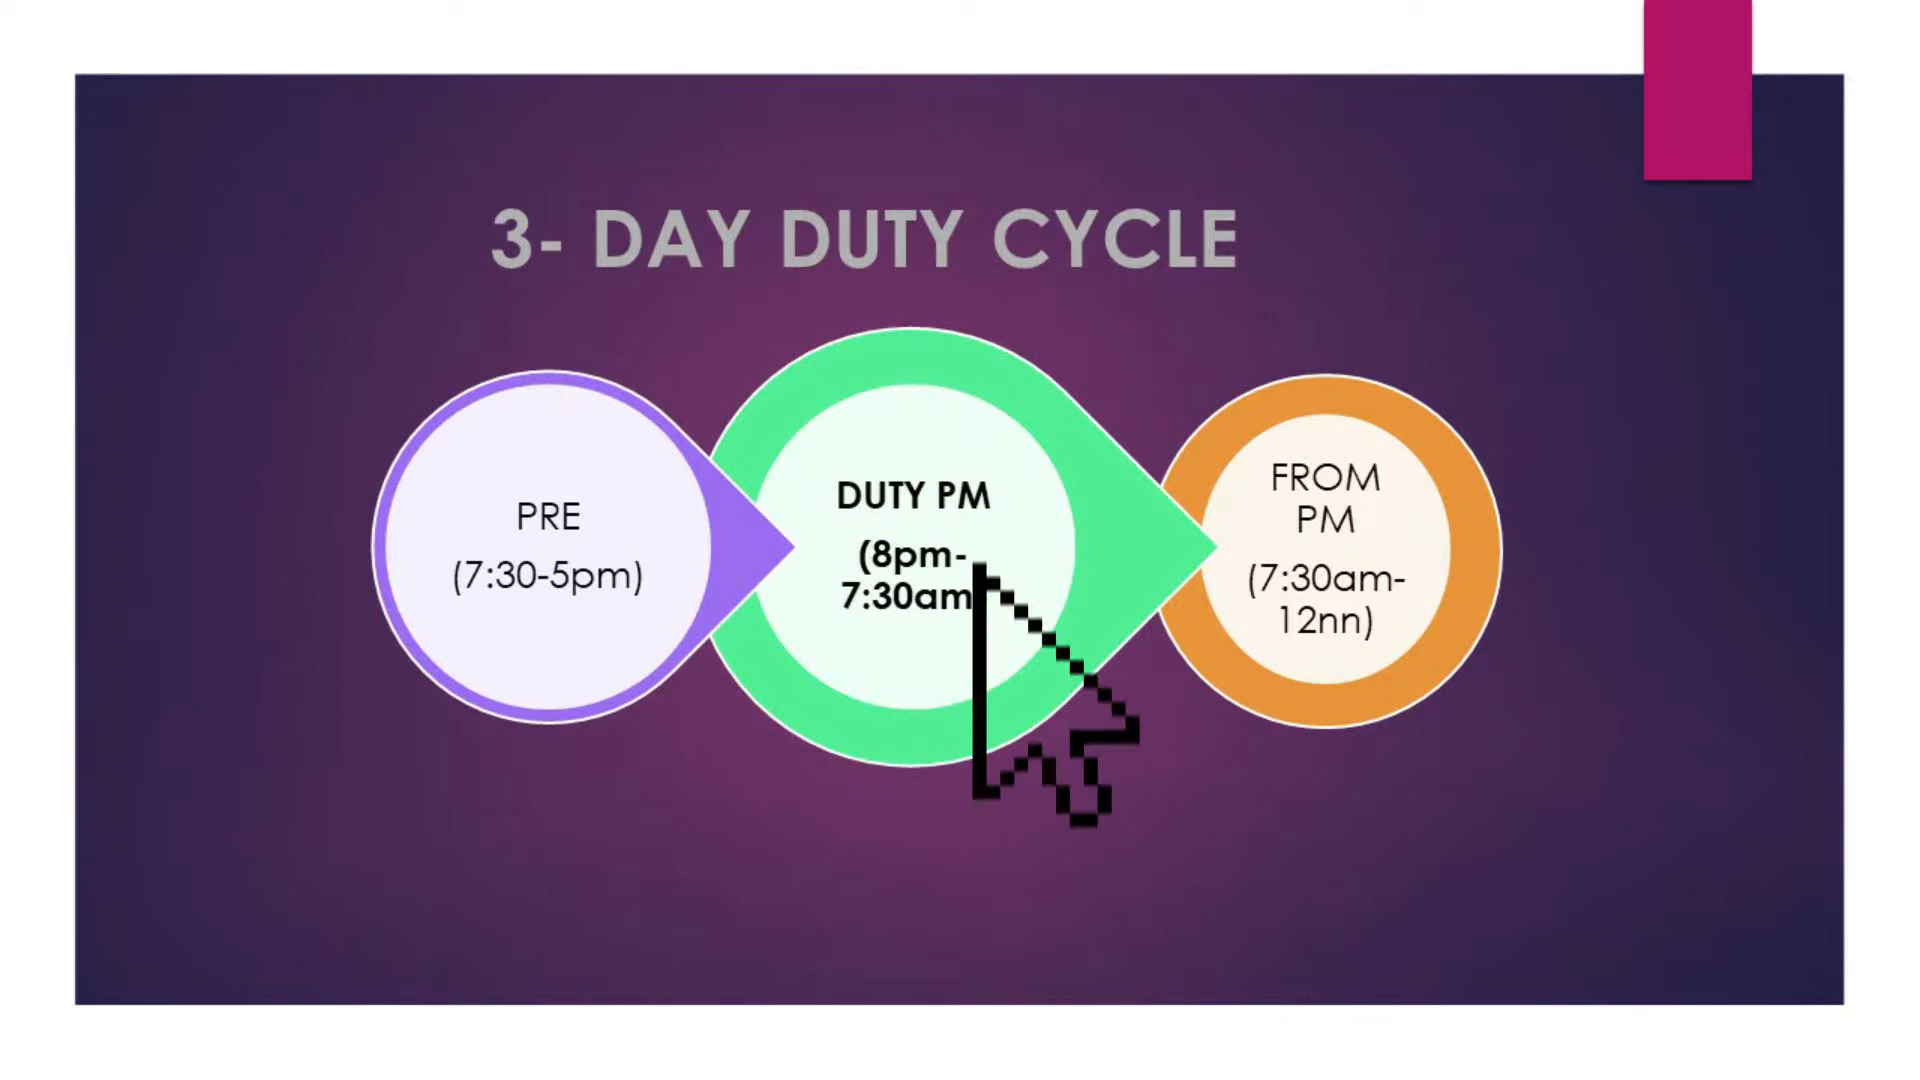 3- DAY DUTY CYCLE
PRE
(7:30-5pm)
DUTY PM
(8pm-
7:30am
FROM
PM
(7:30am-
12nn)